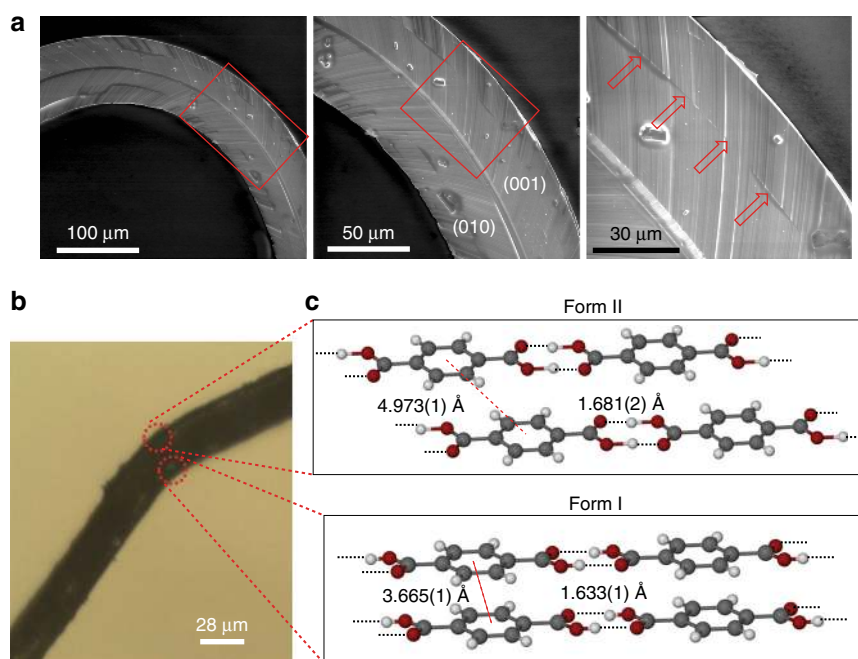 a
100 μm
50 μm
(010)
(001)
30 μm
b
28 μm
c
Form II
4.973(1) Å
1.681(2) Å
Form I
3.665(1) Å
1.633(1) Å